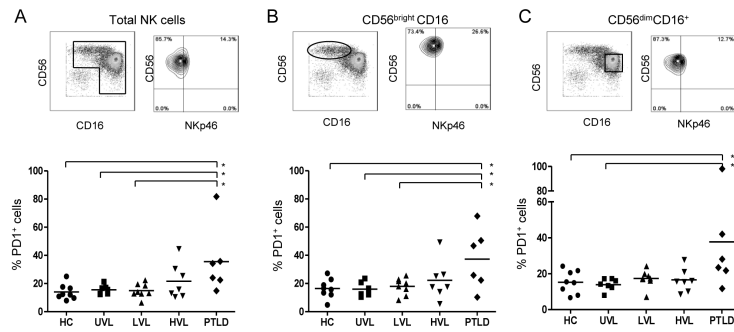 A
Total NK cells
85.7%
14.3%
CD56
CD56
0.0%
0.0%
CD16
NKp46
100
80
60
40
20
0
% PD1+ cells
*
*
*
HC
UVL
LVL
HVL
PTLD
B
CD56bright CD16
73.4%
26.6%
CD56
CD56
0.0%
0.0%
CD16
NKp46
100
80
60
40
20
0
% PD1+ cells
*
*
*
HC
UVL
LVL
HVL
PTLD
C
CD56dimCD16+
87.3%
12.7%
CD56
CD56
0.0%
0.0%
CD16
NKp46
100
80
60
40
20
0
% PD1+ cells
*
*
HC
UVL
LVL
HVL
PTLD